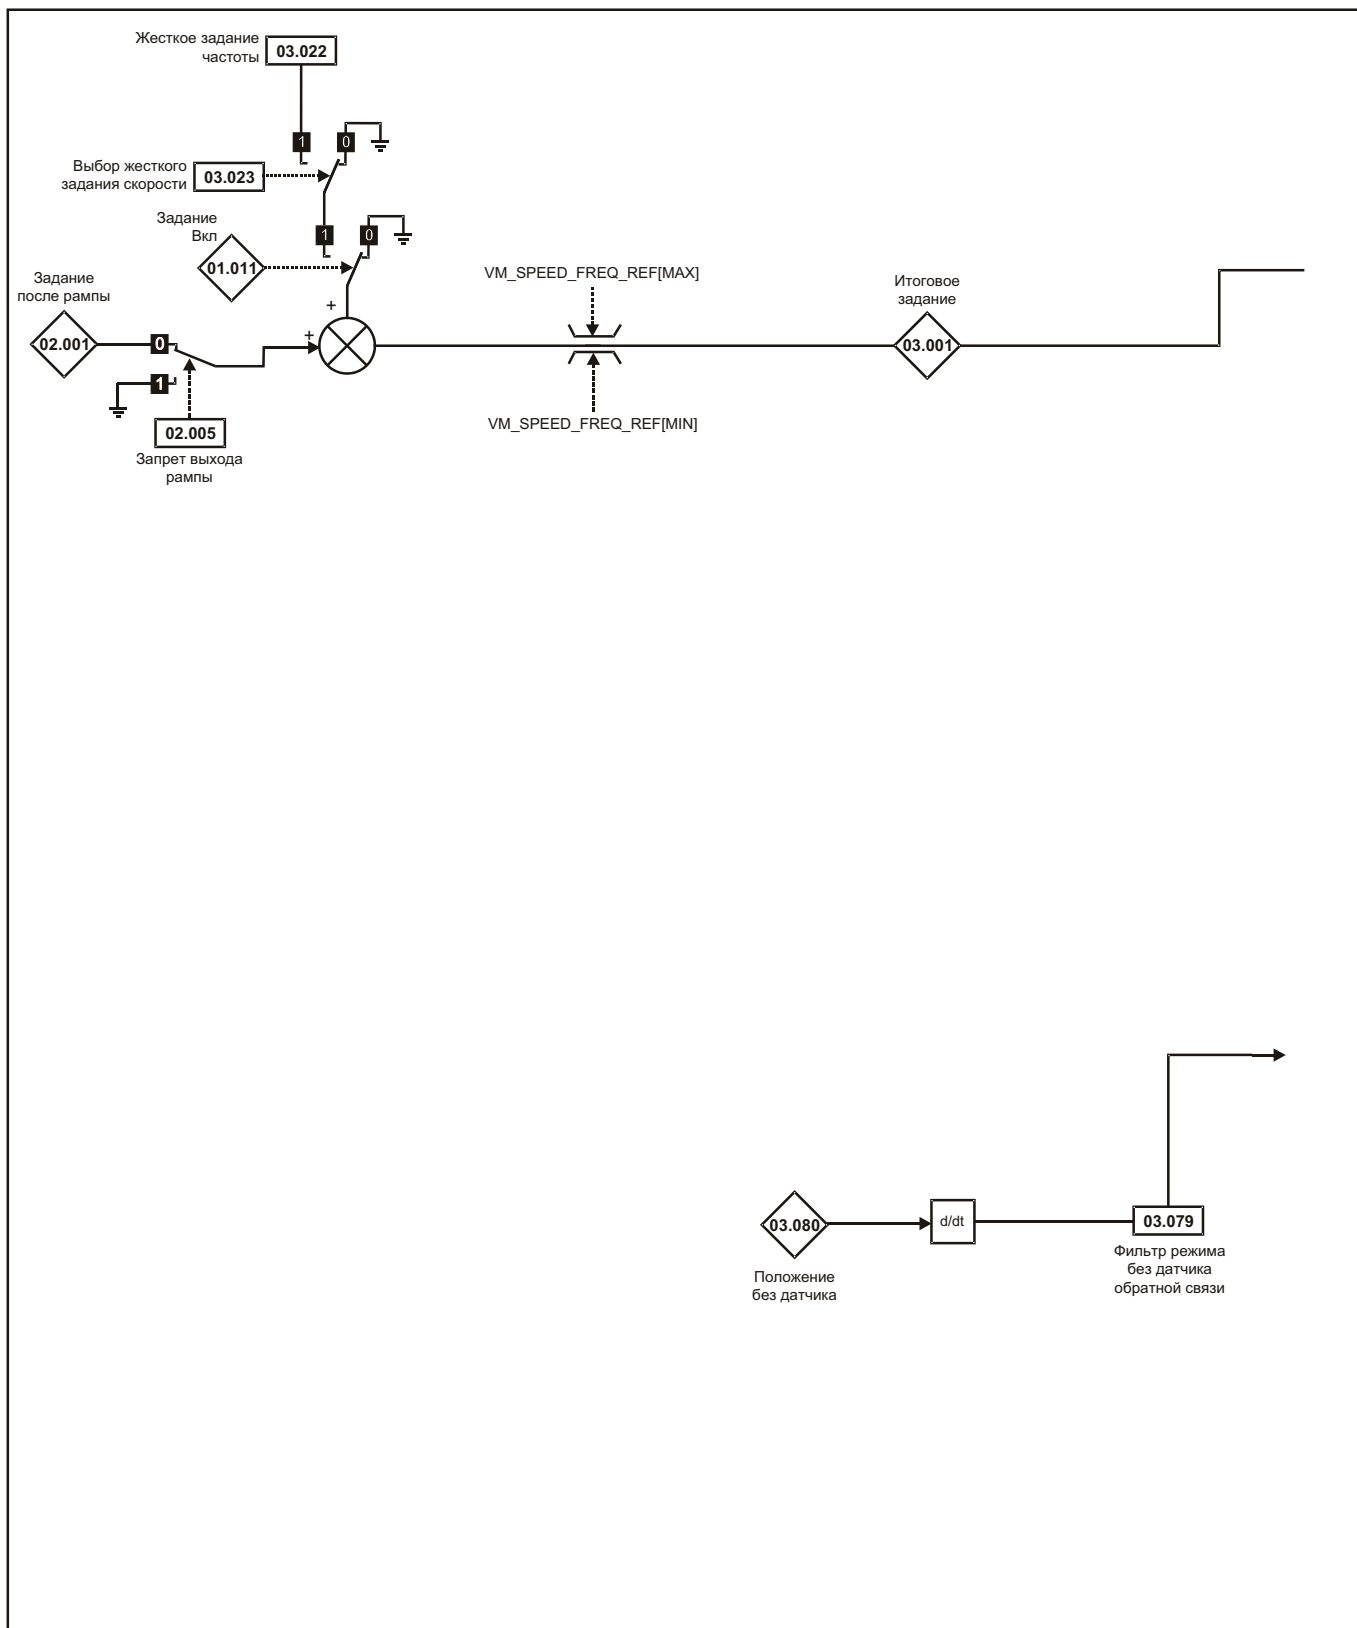 Жесткое задание
частоты
03.022
1
0
Выбор жесткого
задания скорости
03.023
Задание
Вкл
1
0
01.011
VM_SPEED_FREQ_REF[MAX]
Задание
после рампы
Итоговое
задание
+
+
02.001
0
03.001
1
VM_SPEED_FREQ_REF[MIN]
02.005
Запрет выхода
рампы
03.080
d/dt
03.079
Положение
без датчика
Фильтр режима
без датчика
обратной связи